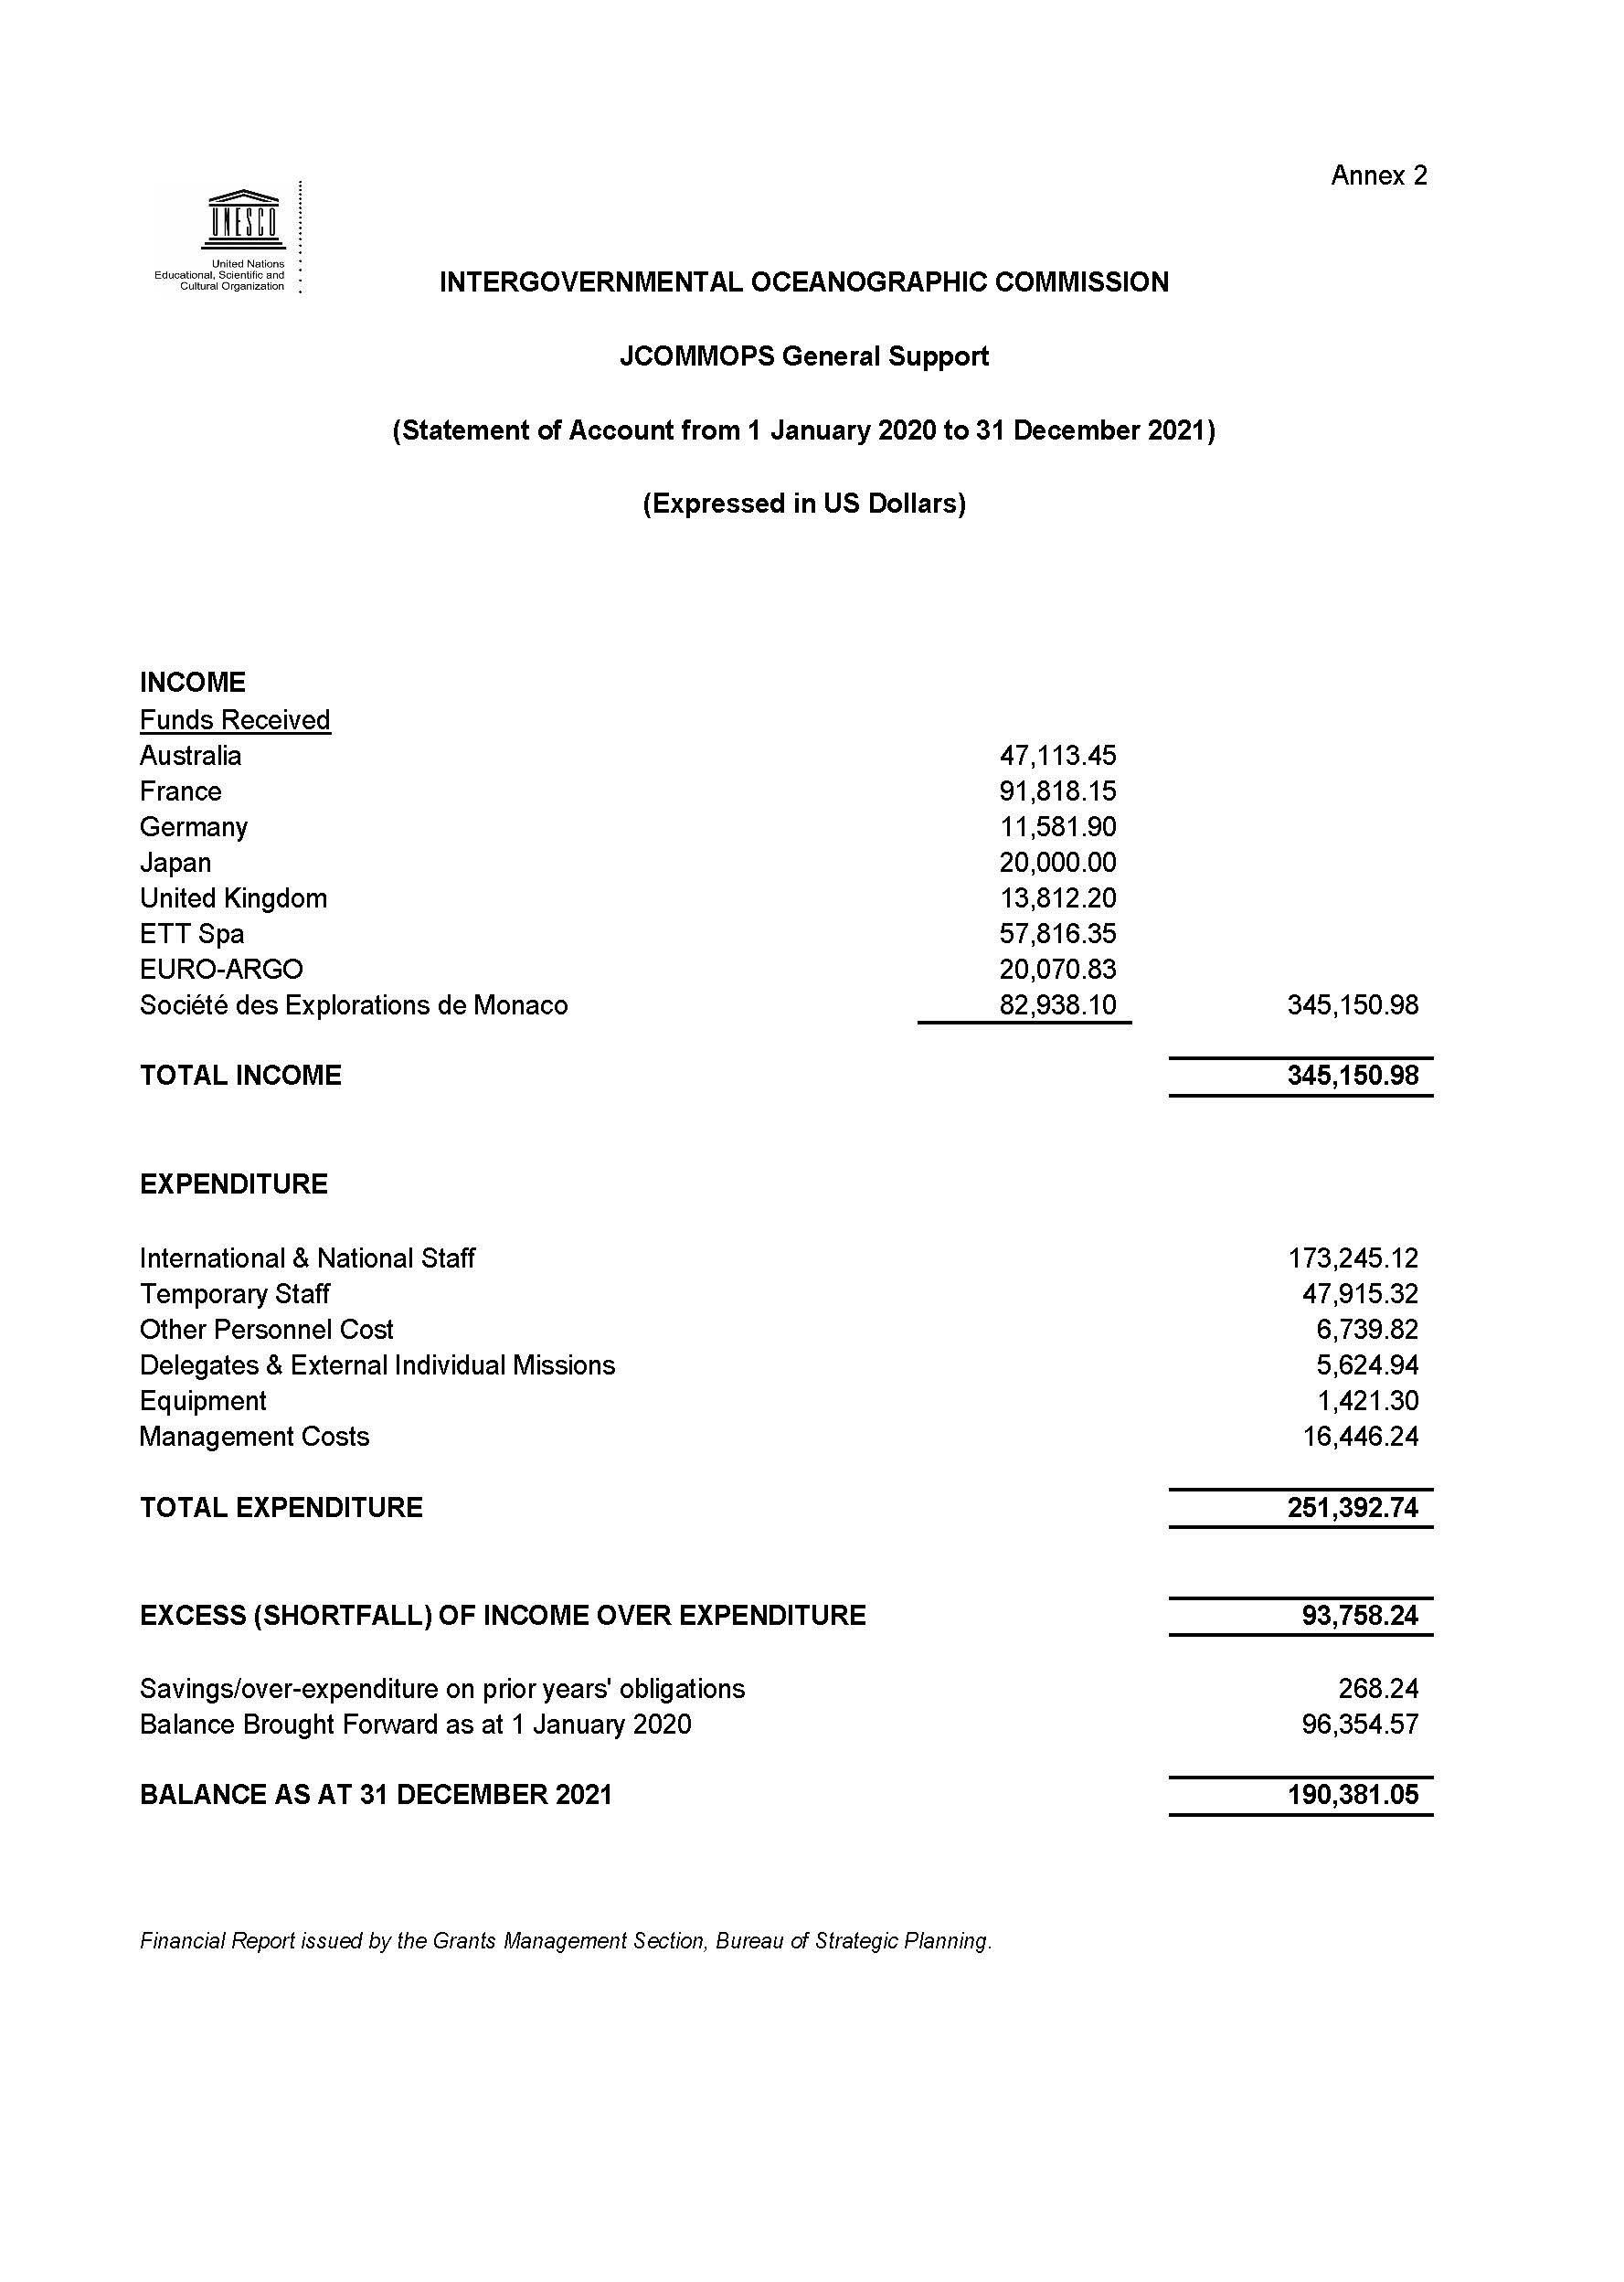 Annex 2
UNESCO
United Nations
Educational, Scientific and
Cultural Organization
INTERGOVERNMENTAL OCEANOGRAPHIC COMMISSION
JCOMMOPS General Support
(Statement of Account from 1 January 2020 to 31 December 2021)
(Expressed in US Dollars)
INCOME
Funds Received
Australia 47,113.45
France 91,818.15
Germany 11,581.90
Japan 20,000.00
United Kingdom 13,812.20
ETT Spa 57,816.35
EURO-ARGO 20,070.83
Société des Explorations de Monaco 82,938.10 345,150.98
TOTAL INCOME 345,150.98
EXPENDITURE
International & National Staff 173,245.12
Temporary Staff 47,915.32
Other Personnel Cost 6,739.82
Delegates & External Individual Missions 5,624.94
Equipment 1,421.30
Management Costs 16,446.24
TOTAL EXPENDITURE 251,392.74
EXCESS (SHORTFALL) OF INCOME OVER EXPENDITURE 93,758.24
Savings/over-expenditure on prior years' obligations 268.24
Balance Brought Forward as at 1 January 2020 96,354.57
BALANCE AS AT 31 DECEMBER 2021 190,381.05
Financial Report issued by the Grants Management Section, Bureau of Strategic Planning.